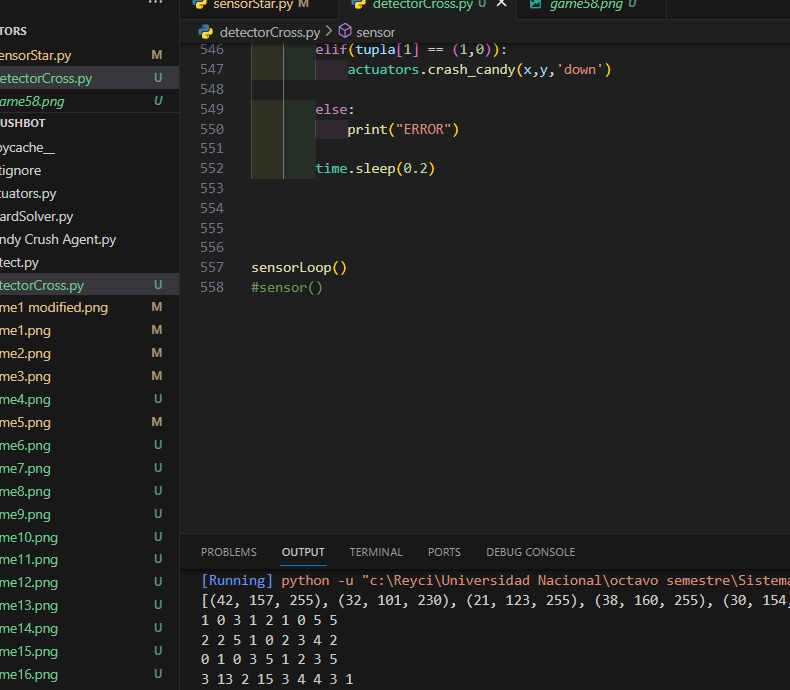 sensorStar.py M
detectorCross.py U
game58.png U
TORS
detectorCross.py > sensor
ensorStar.py M
etectorCross.py U
ame58.png U
USHBOT
pycache__
tignore
tuators.py
ardSolver.py
ndy Crush Agent.py
tect.py
tectorCross.py U
me1 modified.png M
me1.png M
me2.png M
me3.png M
me4.png U
me5.png M
me6.png U
me7.png U
me8.png U
me9.png U
me10.png U
me11.png U
me12.png U
me13.png U
me14.png U
me15.png U
me16.png U
546 elif(tupla[1] == (1,0)):
547 actuators.crash_candy(x,y,'down')
548
549 else:
550 print("ERROR")
551
552 time.sleep(0.2)
553
554
555
556
557 sensorLoop()
558 #sensor()
PROBLEMS OUTPUT TERMINAL PORTS DEBUG CONSOLE
[Running] python -u "c:\Reyci\Universidad Nacional\octavo semestre\Sistema
[(42, 157, 255), (32, 101, 230), (21, 123, 255), (38, 160, 255), (30, 154,
1 0 3 1 2 1 0 5 5
2 2 5 1 0 2 3 4 2
0 1 0 3 5 1 2 3 5
3 13 2 15 3 4 4 3 1